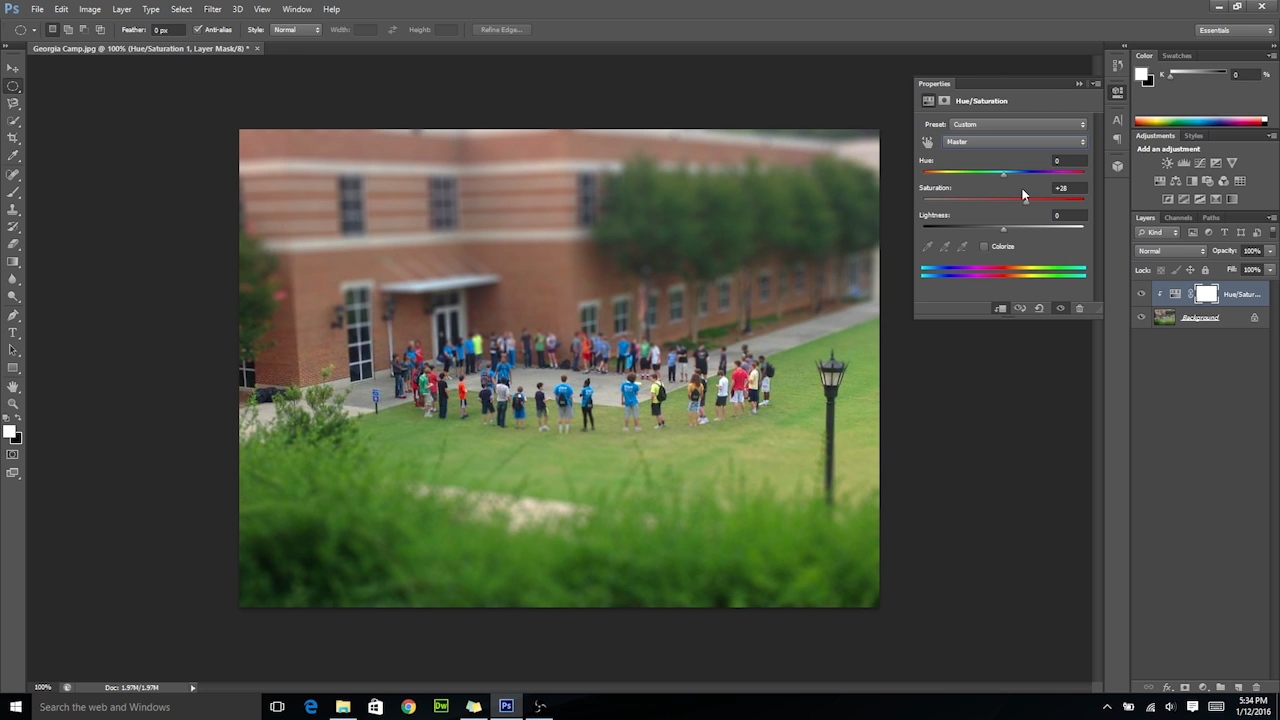 Ps File Edit Image Layer Type Select Filter 3D View Window Help
Feather: 0 px Anti-alias Style: Normal Width: Height: Refine Edge... Essentials
Georgia Camp.jpg @ 100% (Hue/Saturation 1, Layer Mask/8) * ×
Properties
Hue/Saturation
Preset: Custom
Master
Hue: 0
Saturation: +28
Lightness: 0
Colorize
Color Swatches
K 0 %
Adjustments Styles
Add an adjustment
Layers Channels Paths
Kind
Normal Opacity: 100%
Lock: Fill: 100%
Hue/Satur...
Background
100% Doc: 1.97M/1.97M
Search the web and Windows
Dw Ps
5:34 PM
1/12/2016